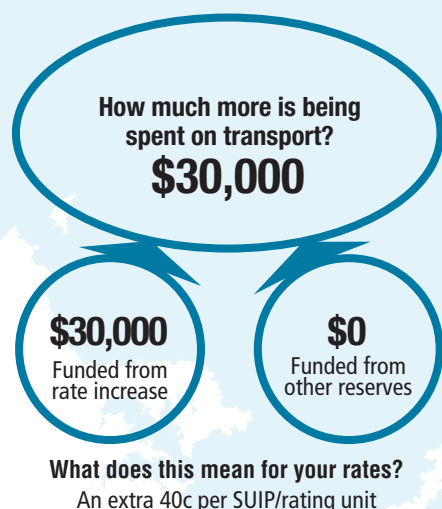 How much more is being
spent on transport?
$30,000
$30,000
Funded from
rate increase
$0
Funded from
other reserves
What does this mean for your rates?
An extra 40c per SUIP/rating unit